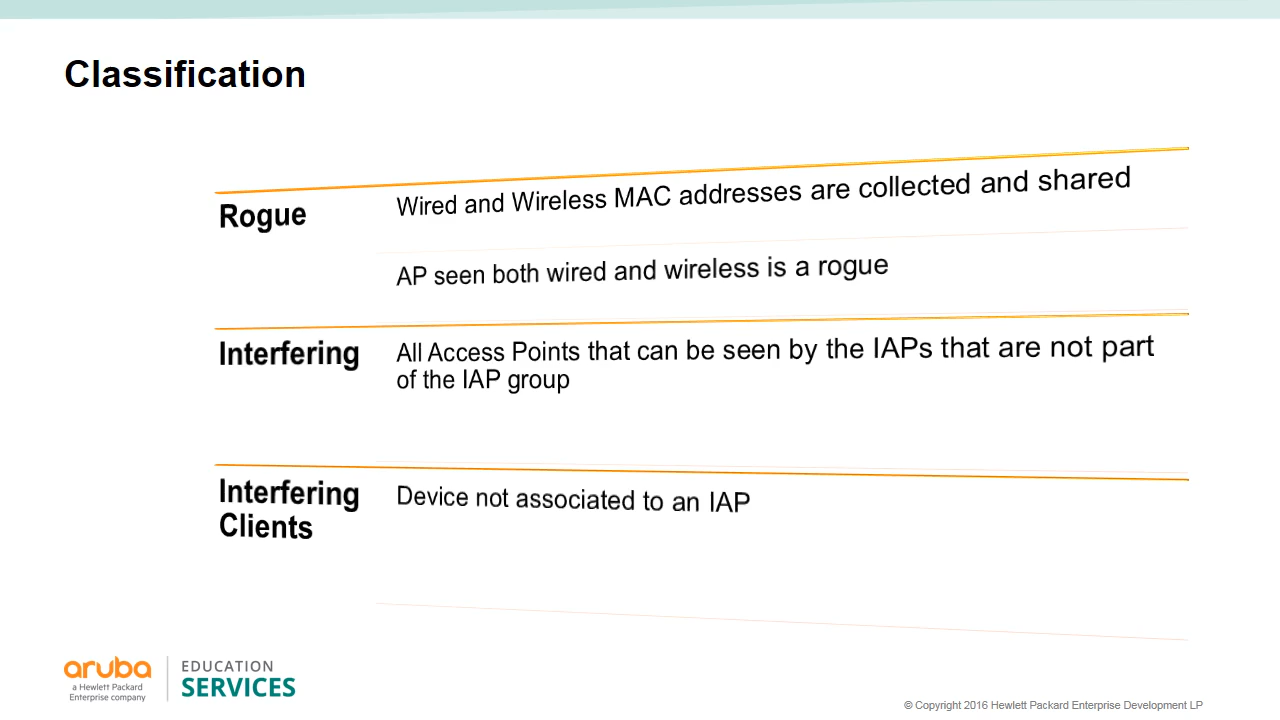 Classification
Rogue
Wired and Wireless MAC addresses are collected and shared
AP seen both wired and wireless is a rogue
Interfering
All Access Points that can be seen by the IAPs that are not part
of the IAP group
Interfering
Clients
Device not associated to an IAP
aruba
a Hewlett Packard
Enterprise company
EDUCATION
SERVICES
© Copyright 2016 Hewlett Packard Enterprise Development LP